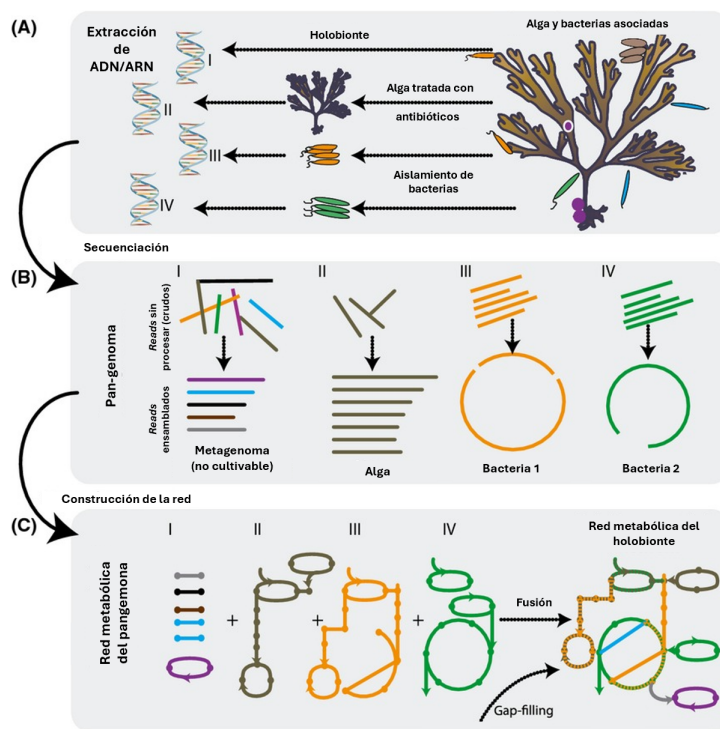 (A)
Extracción
de
ADN/ARN
Holobionte
Alga y bacterias asociadas
I
Alga tratada con
antibióticos
II
III
Aislamiento de
bacterias
IV
Secuenciación
(B)
I
II
III
IV
Pan-genoma
Reads sin
procesar (crudos)
Reads
ensamblados
Metagenoma
(no cultivable)
Alga
Bacteria 1
Bacteria 2
Construcción de la red
(C)
I
II
III
IV
Red metabólica del
holobionte
Red metabólica
del pangemona
+
+
+
Fusión
Gap-filling